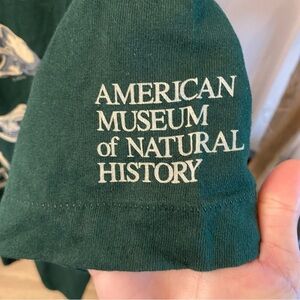 AMERICAN
MUSEUM
of NATURAL
HISTORY